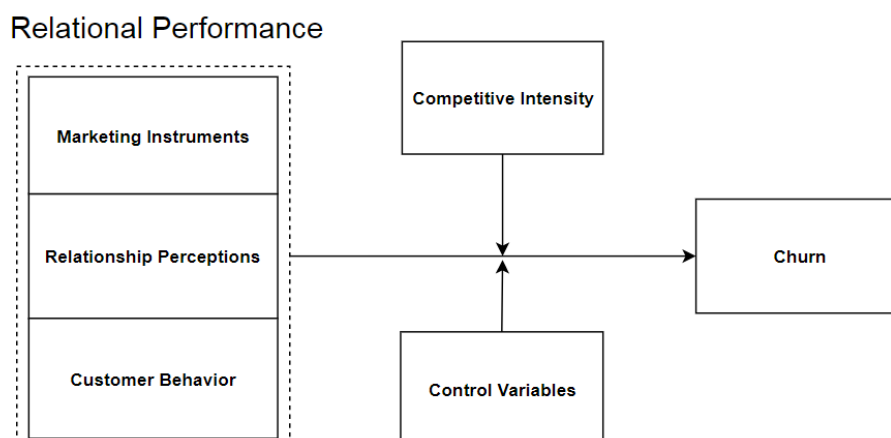 Relational Performance
Marketing Instruments
Relationship Perceptions
Customer Behavior
Competitive Intensity
Control Variables
Churn